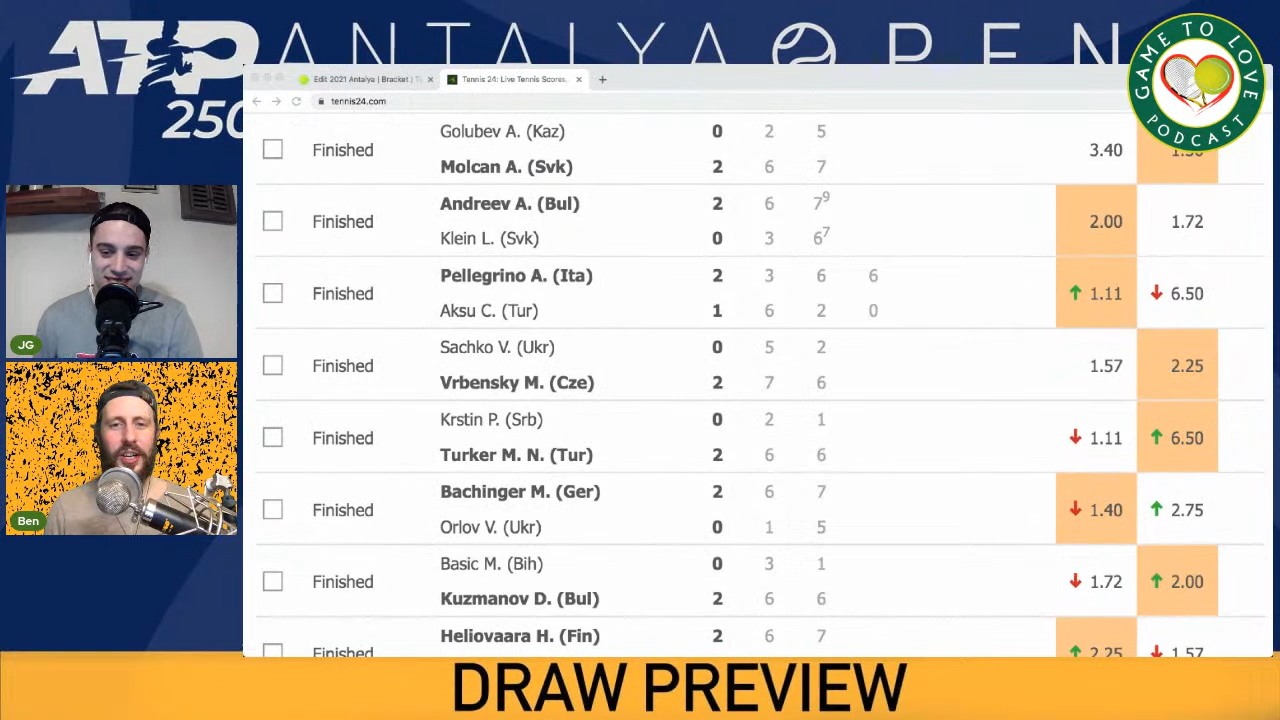 ATP ANTALYA OPEN
250
GAME TO LOVE
PODCAST
Edit 2021 Antalya | Bracket | Ti
Tennis 24: Live Tennis Scores,
tennis24.com
Finished Golubev A. (Kaz) 0 2 5 3.40
Molcan A. (Svk) 2 6 7
Finished Andreev A. (Bul) 2 6 7 9 2.00 1.72
Klein L. (Svk) 0 3 6 7
Finished Pellegrino A. (Ita) 2 3 6 6 1.11 6.50
Aksu C. (Tur) 1 6 2 0
Finished Sachko V. (Ukr) 0 5 2 1.57 2.25
Vrbensky M. (Cze) 2 7 6
Finished Krstin P. (Srb) 0 2 1 1.11 6.50
Turker M. N. (Tur) 2 6 6
Finished Bachinger M. (Ger) 2 6 7 1.40 2.75
Orlov V. (Ukr) 0 1 5
Finished Basic M. (Bih) 0 3 1 1.72 2.00
Kuzmanov D. (Bul) 2 6 6
Finished Heliovaara H. (Fin) 2 6 7 2.25 1.57
JG
Ben
DRAW PREVIEW